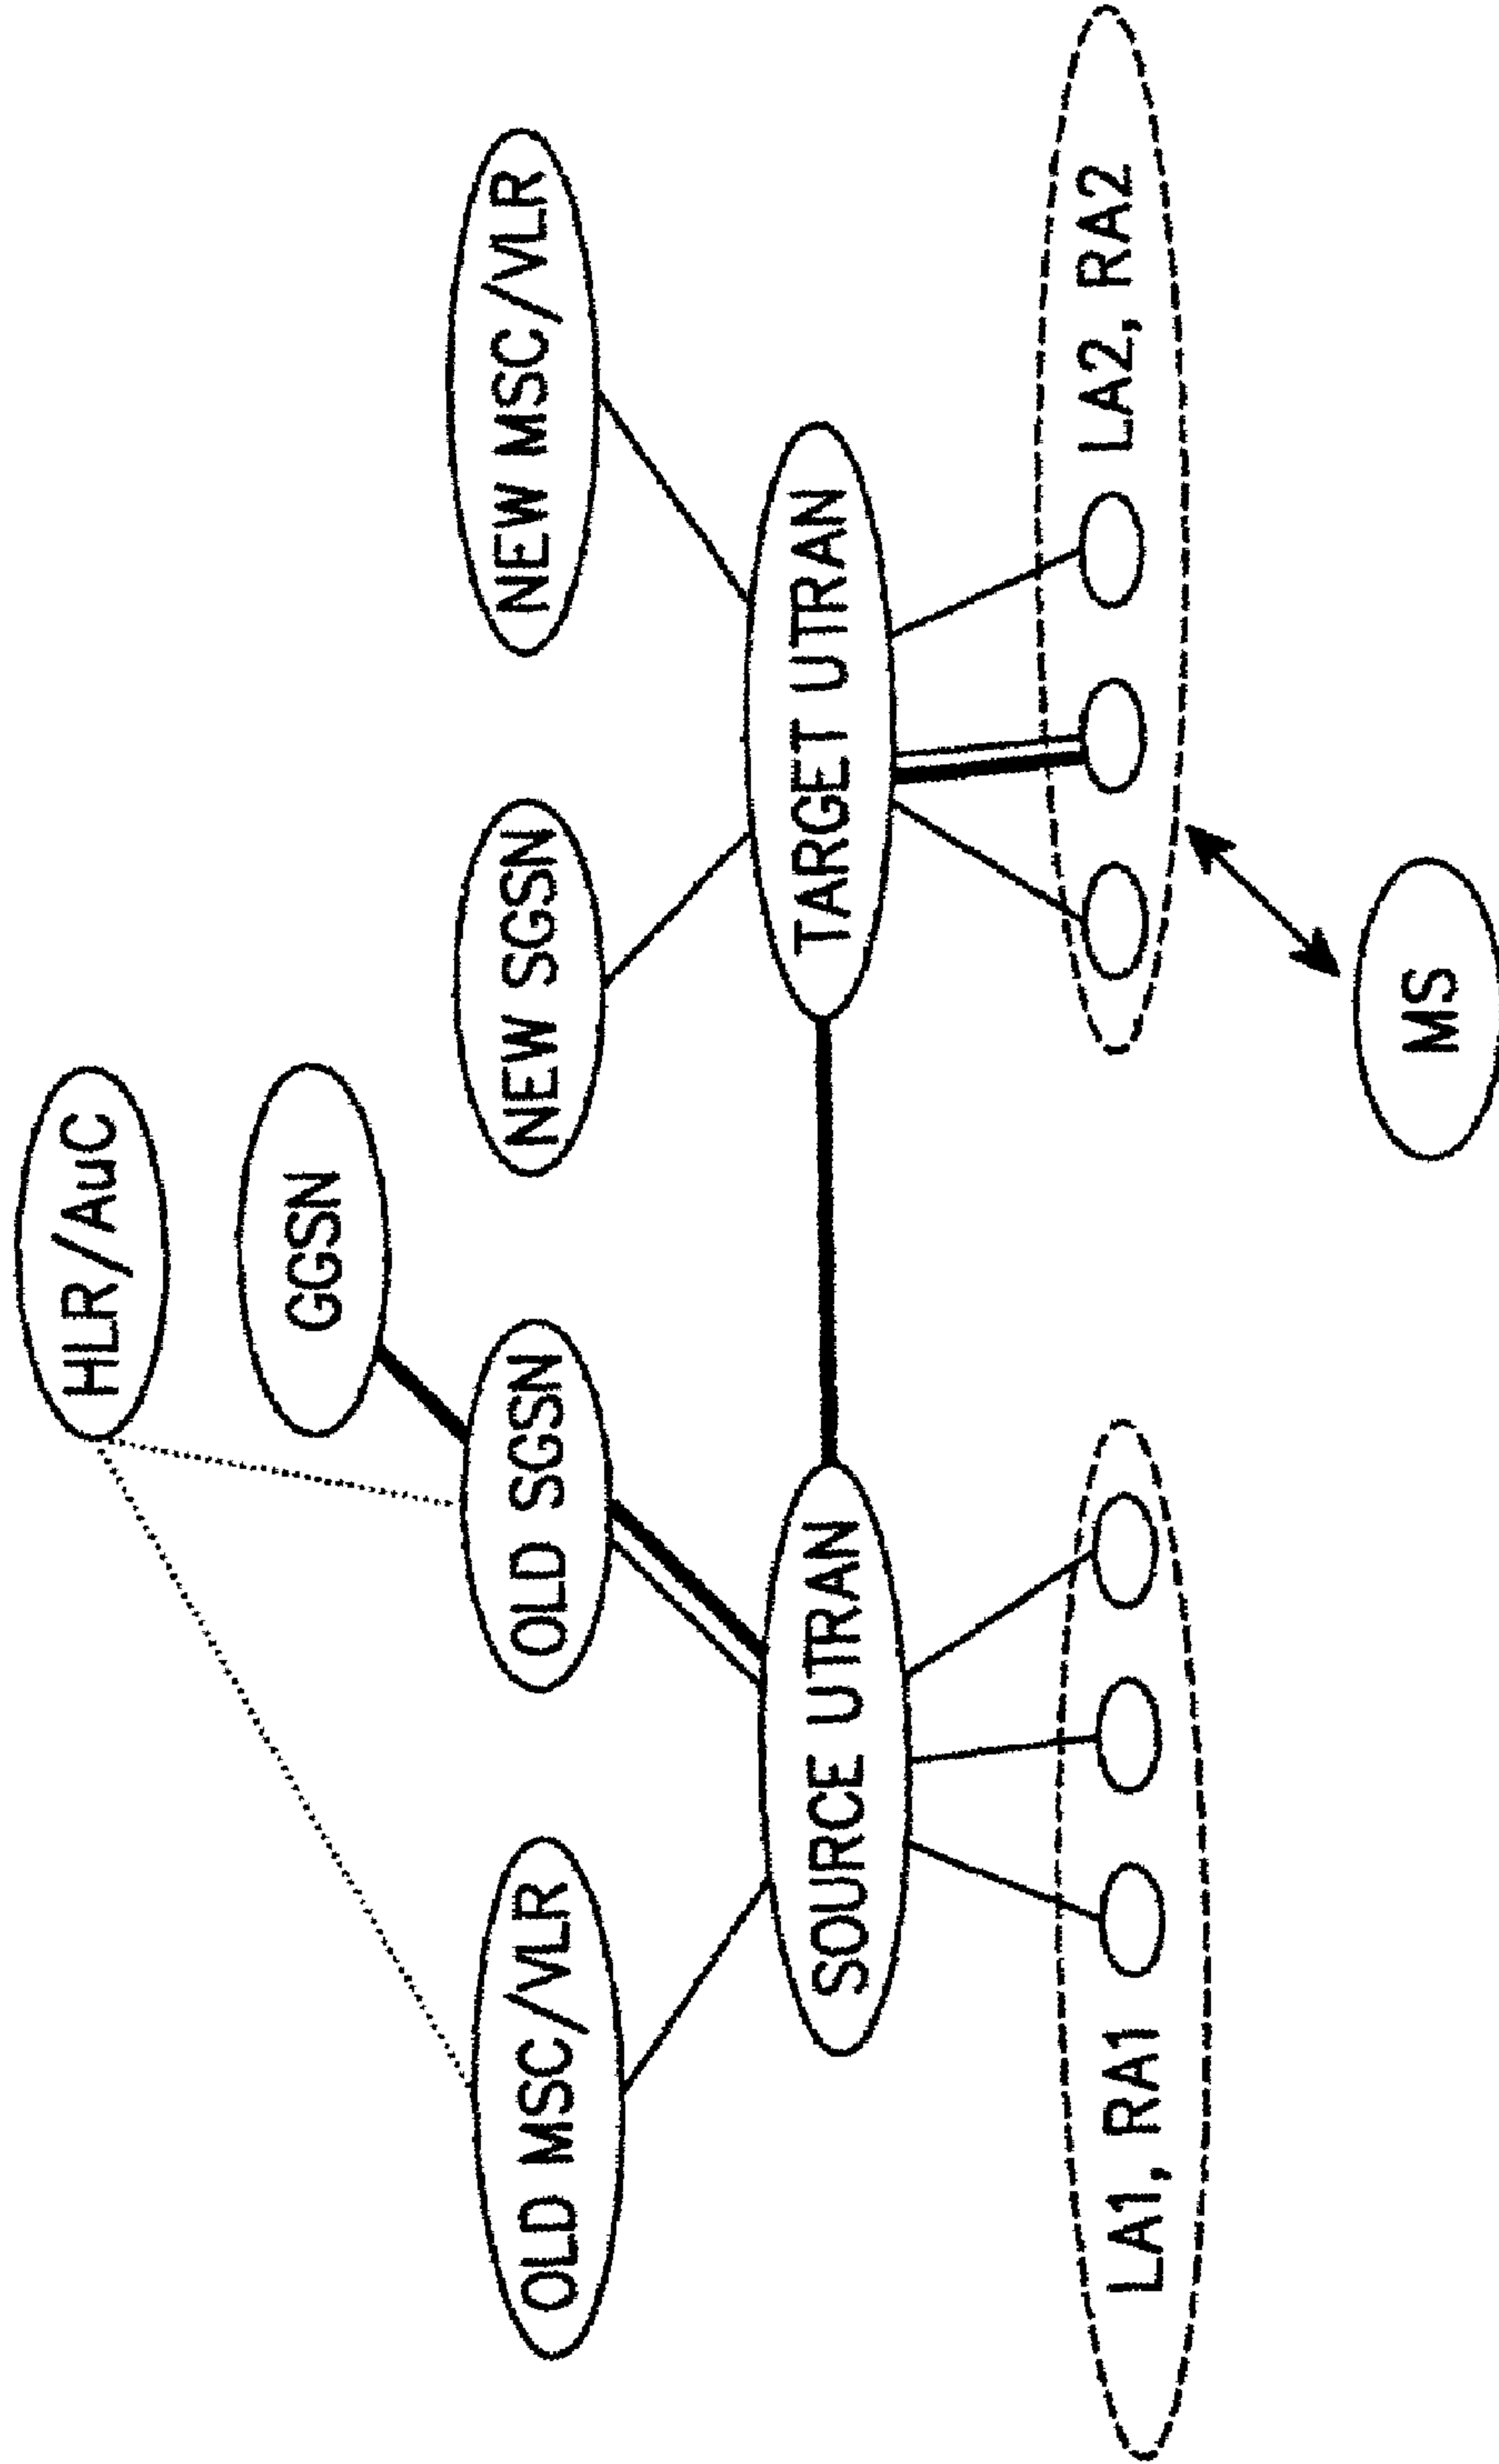 HLR/AuC
GGSN
OLD MSC/VLR
OLD SGSN
NEW SGSN
NEW MSC/VLR
SOURCE UTRAN
TARGET UTRAN
LA1, RA1
LA2, RA2
MS